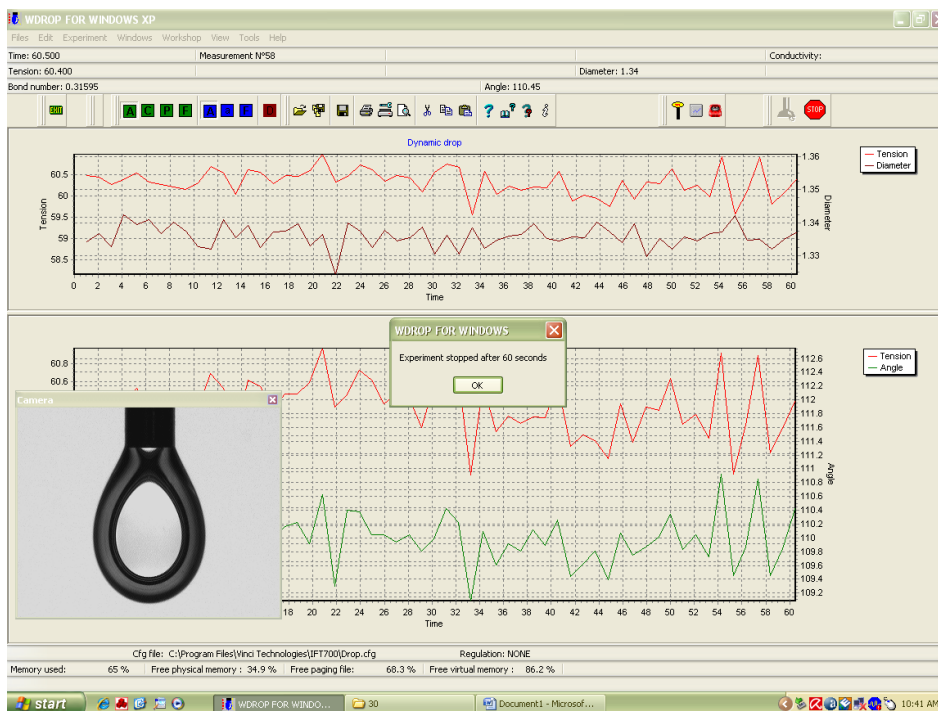 WDROP FOR WINDOWS XP
Files Edit Experiment Windows Workshop View Tools Help
Time: 60.500 Measurement N°58 Conductivity:
Tension: 60.400 Diameter: 1.34
Bond number: 0.31595 Angle: 110.45
EXIT A C P F A S F D STOP
Dynamic drop
Tension
Diameter
60.5
60
59.5
59
58.5
Tension
1.36
1.35
1.34
1.33
Diameter
0 2 4 6 8 10 12 14 16 18 20 22 24 26 28 30 32 34 36 38 40 42 44 46 48 50 52 54 56 58 60
Time
WDROP FOR WINDOWS
Experiment stopped after 60 seconds
OK
Tension
Angle
60.8
60.6
112.6
112.4
112.2
112
111.8
111.6
111.4
111.2
111
110.8
110.6
110.4
110.2
110
109.8
109.6
109.4
109.2
Angle
Camera
18 20 22 24 26 28 30 32 34 36 38 40 42 44 46 48 50 52 54 56 58 60
Time
Cfg file: C:\Program Files\Vinci Technologies\IFT700\Drop.cfg Regulation: NONE
Memory used: 65 % Free physical memory : 34.9 % Free paging file: 68.3 % Free virtual memory : 86.2 %
start WDROP FOR WINDO... 30 Document1 - Microsof... 10:41 AM